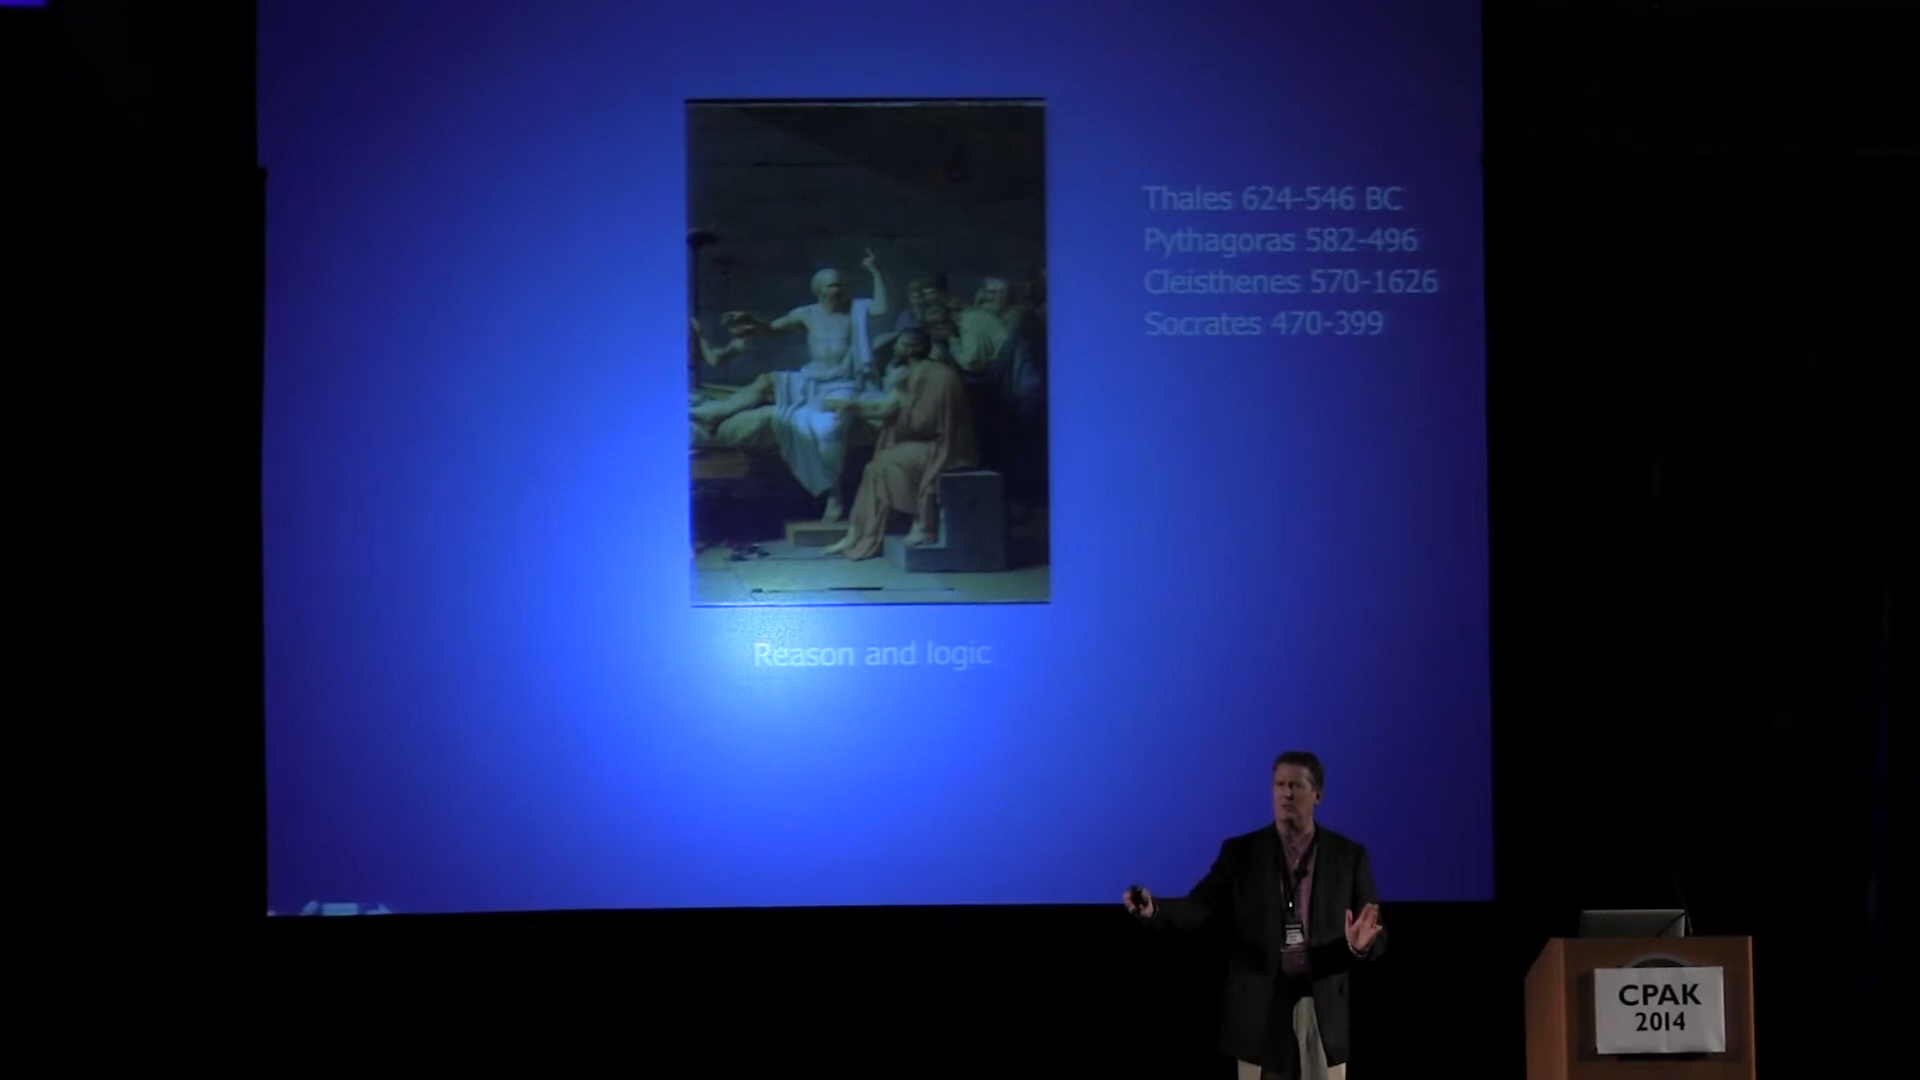 Thales 624-546 BC
Pythagoras 582-496
Cleisthenes 570-1626
Socrates 470-399
Reason and logic
CPAK
2014